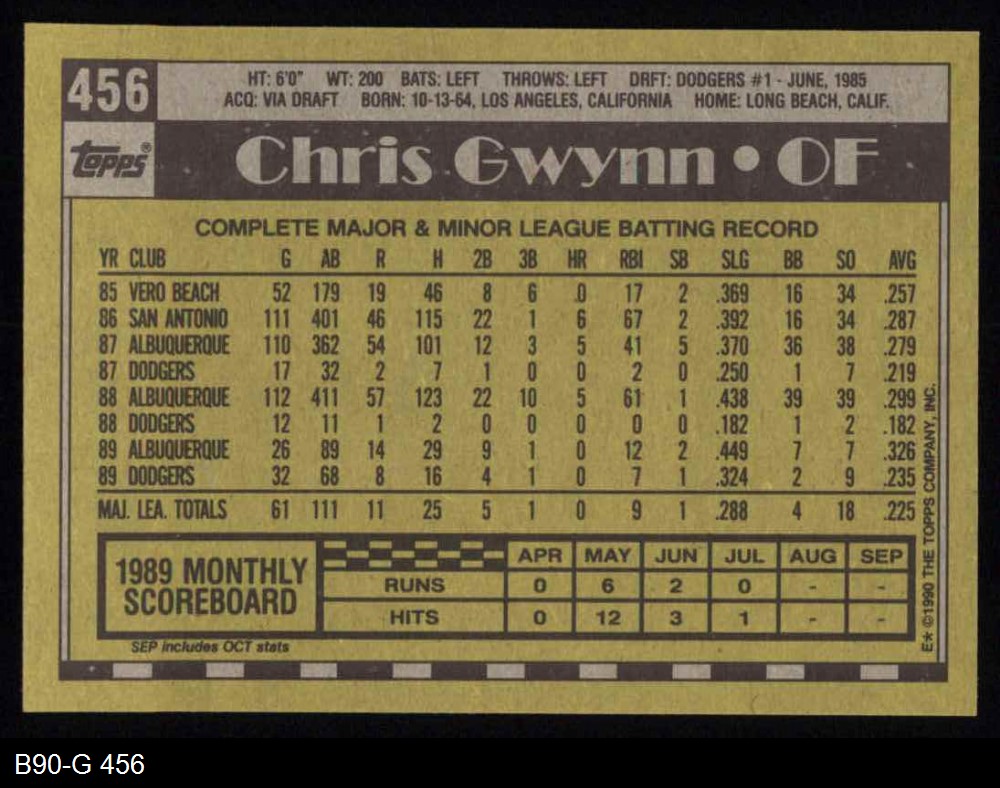 456
HT: 6'0" WT: 200 BATS: LEFT THROWS: LEFT DRFT: DODGERS #1 - JUNE, 1985
ACQ: VIA DRAFT BORN: 10-13-64, LOS ANGELES, CALIFORNIA HOME: LONG BEACH, CALIF.
Topps®
Chris Gwynn • OF
COMPLETE MAJOR & MINOR LEAGUE BATTING RECORD
YR CLUB G AB R H 2B 3B HR RBI SB SLG BB SO AVG
85 VERO BEACH 52 179 19 46 8 6 0 17 2 .369 16 34 .257
86 SAN ANTONIO 111 401 46 115 22 1 6 67 2 .392 16 34 .287
87 ALBUQUERQUE 110 362 54 101 12 3 5 41 5 .370 36 38 .279
87 DODGERS 17 32 2 7 1 0 0 2 0 .250 1 7 .219
88 ALBUQUERQUE 112 411 57 123 22 10 5 61 1 .438 39 39 .299
88 DODGERS 12 11 1 2 0 0 0 0 0 .182 1 2 .182
89 ALBUQUERQUE 26 89 14 29 9 1 0 12 2 .449 7 7 .326
89 DODGERS 32 68 8 16 4 1 0 7 1 .324 2 9 .235
MAJ. LEA. TOTALS 61 111 11 25 5 1 0 9 1 .288 4 18 .225
1989 MONTHLY
SCOREBOARD
APR MAY JUN JUL AUG SEP
RUNS 0 6 2 0 - -
HITS 0 12 3 1 - -
SEP includes OCT stats
E* ©1990 THE TOPPS COMPANY, INC.
B90-G 456